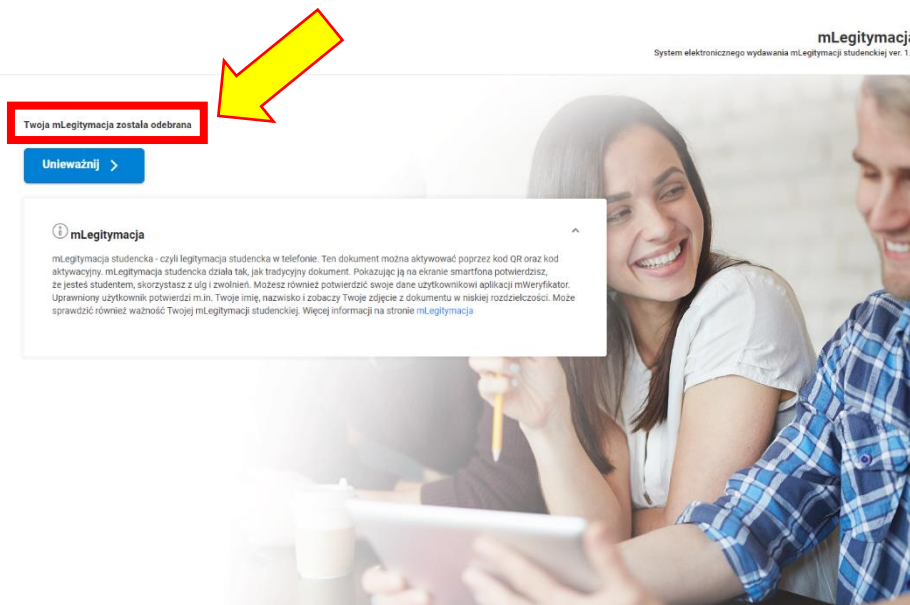 mLegitymacja
System elektronicznego wydawania mLegitymacji studenckiej ver. 1.
Twoja mLegitymacja została odebrana
Unieważnij
mLegitymacja
mLegitymacja studencka - czyli legitymacja studencka w telefonie. Ten dokument można aktywować poprzez kod QR oraz kod
aktywacyjny. mLegitymacja studencka działa tak, jak tradycyjny dokument. Pokazując ją na ekranie smartfona potwierdzisz,
że jesteś studentem, skorzystasz z ulg i zwolnień. Możesz również potwierdzić swoje dane użytkownikowi aplikacji mWeryfikator.
Uprawniony użytkownik potwierdzi m.in. Twoje imię, nazwisko i zobaczy Twoje zdjęcie z dokumentu w niskiej rozdzielczości. Może
sprawdzić również ważność Twojej mLegitymacji studenckiej. Więcej informacji na stronie mLegitymacja